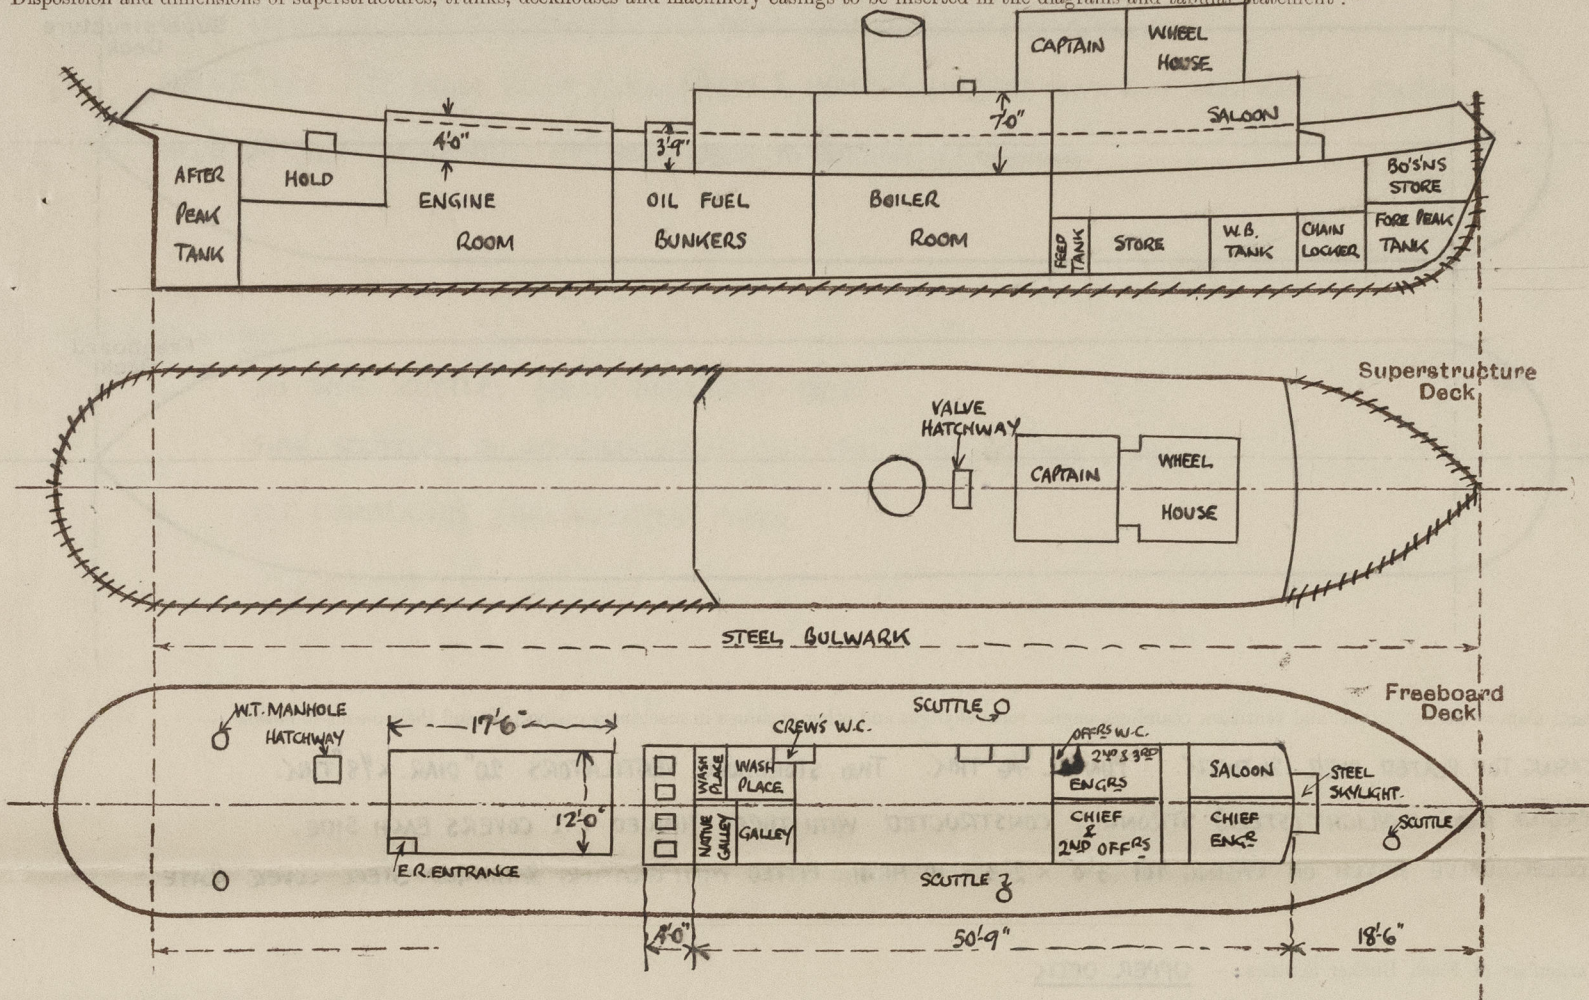 Disposition and dimensions of superstructures, trunks, deckhouses and machinery casings to be inserted in the diagrams and tabular statement :
CAPTAIN
WHEEL
HOUSE
4'-0"
3'-9"
7'-0"
SALOON
AFTER
PEAK
TANK
HOLD
ENGINE
ROOM
OIL FUEL
BUNKERS
BOILER
ROOM
FEED
TANK
STORE
W.B.
TANK
CHAIN
LOCKER
BO'S'NS
STORE
FORE PEAK
TANK
Superstructure
Deck
VALVE
HATCHWAY
CAPTAIN
WHEEL
HOUSE
STEEL BULWARK
Freeboard
Deck
W.T. MANHOLE
HATCHWAY
17'-6"
12'-0"
E.R. ENTRANCE
CREW'S W.C.
SCUTTLE
OFFRS W.C.
WASH
PLACE
WASH
PLACE
NATIVE
GALLEY
GALLEY
2ND & 3RD
ENGRS
CHIEF
&
2ND OFFRS
SALOON
CHIEF
ENGR
STEEL
SKYLIGHT.
SCUTTLE
SCUTTLE
4'-0"
50'-9"
18'-6"
UPPER DECK